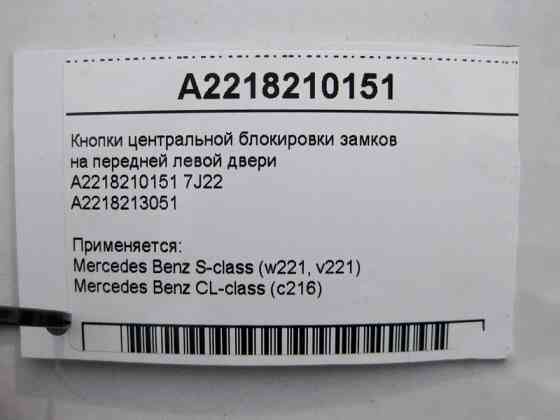 A2218210151
Кнопки центральной блокировки замков
на передней левой двери
A2218210151 7J22
A2218213051
Применяется:
Mercedes Benz S-class (w221, v221)
Mercedes Benz CL-class (c216)